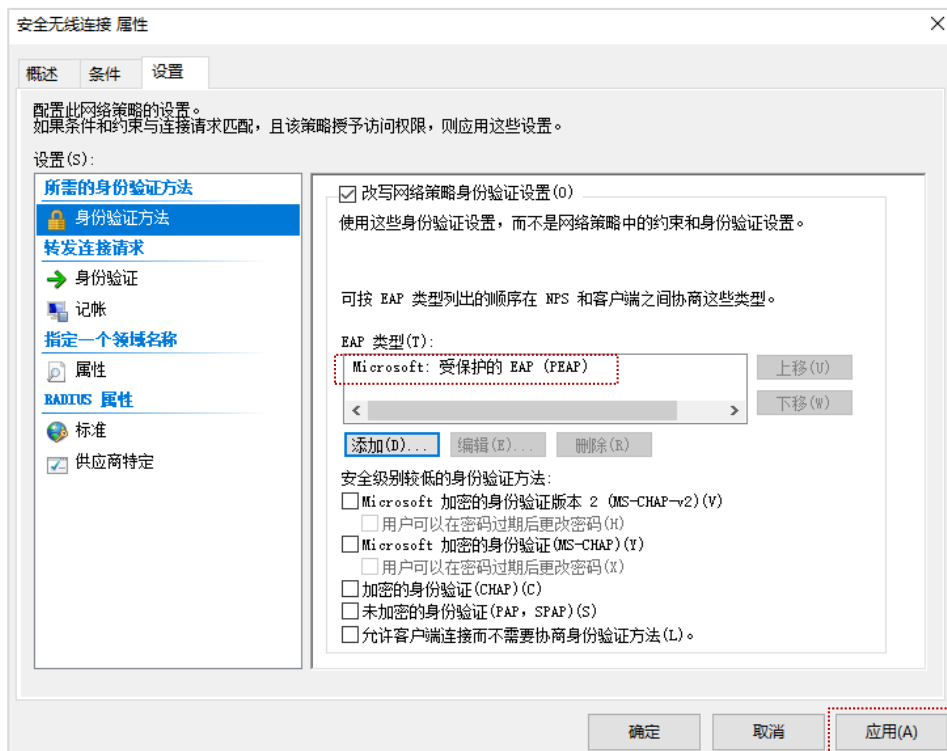 安全无线连接 属性
概述 条件 设置
配置此网络策略的设置。
如果条件和约束与连接请求匹配，且该策略授予访问权限，则应用这些设置。
设置(S):
所需的身份验证方法
身份验证方法
转发连接请求
身份验证
记帐
指定一个领域名称
属性
RADIUS 属性
标准
供应商特定
改写网络策略身份验证设置(O)
使用这些身份验证设置，而不是网络策略中的约束和身份验证设置。
可按 EAP 类型列出的顺序在 NPS 和客户端之间协商这些类型。
EAP 类型(T):
Microsoft: 受保护的 EAP (PEAP)
上移(U)
下移(W)
添加(D)... 编辑(E)... 删除(R)
安全级别较低的身份验证方法:
Microsoft 加密的身份验证版本 2 (MS-CHAP-v2)(V)
用户可以在密码过期后更改密码(H)
Microsoft 加密的身份验证(MS-CHAP)(Y)
用户可以在密码过期后更改密码(X)
加密的身份验证(CHAP)(C)
未加密的身份验证(PAP，SPAP)(S)
允许客户端连接而不需要协商身份验证方法(L)。
确定 取消 应用(A)